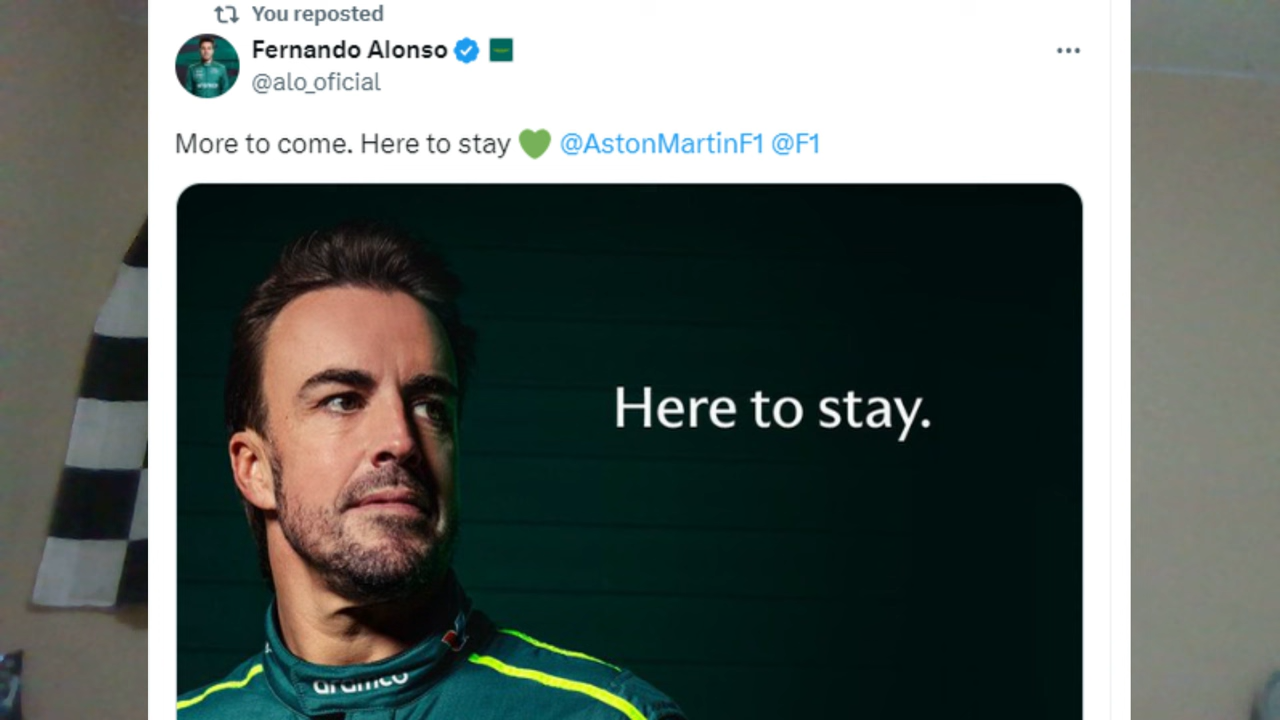 You reposted
Fernando Alonso
@alo_oficial
More to come. Here to stay 💚 @AstonMartinF1 @F1
Here to stay.
aramco